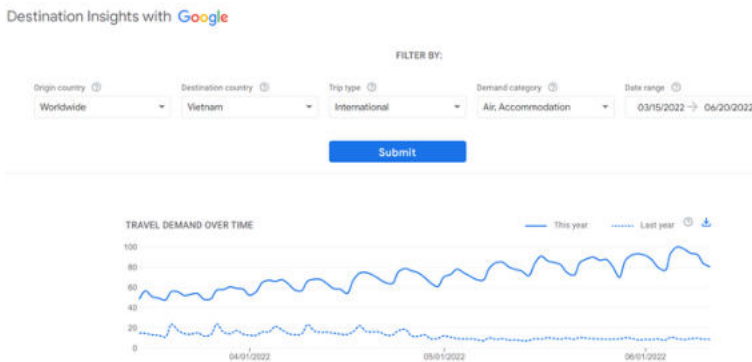 Destination Insights with Google
FILTER BY:
Origin country Destination country Trip type Demand category Date range
Worldwide Vietnam International Air, Accommodation 03/15/2022 → 06/20/2022
Submit
TRAVEL DEMAND OVER TIME This year Last year
100
80
60
40
20
0
04/01/2022 05/01/2022 06/01/2022